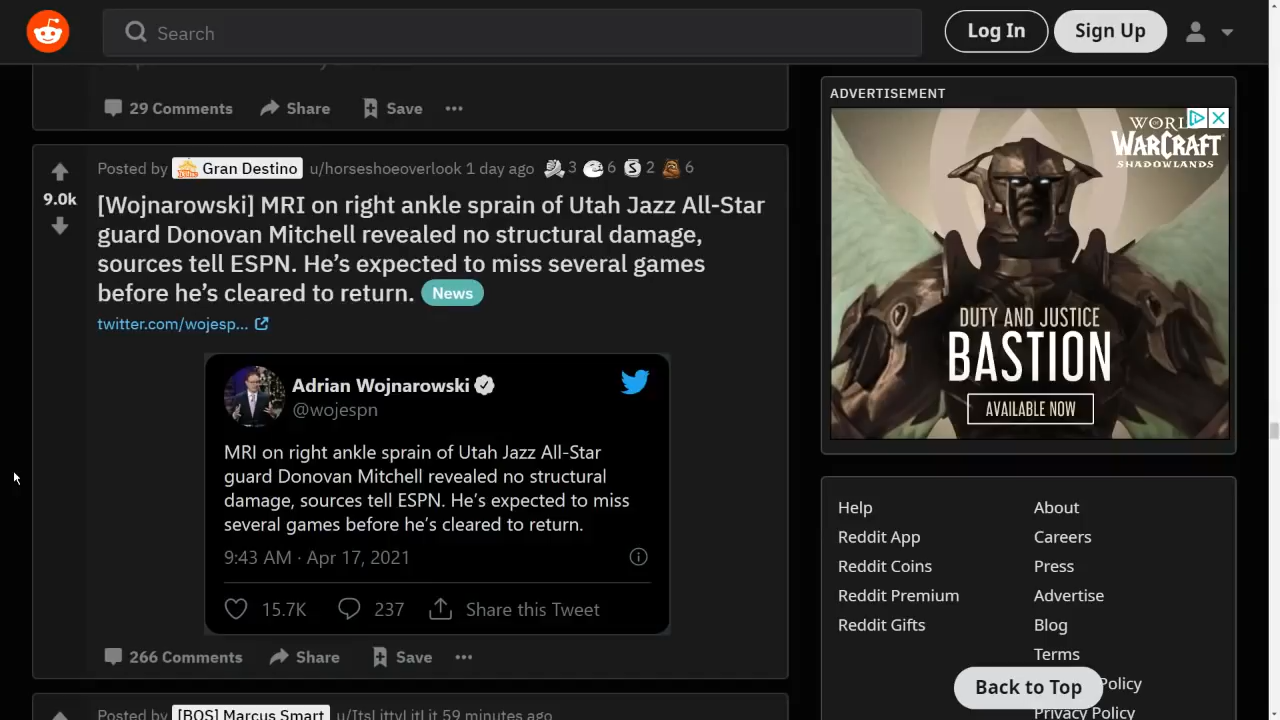 Search
Log In
Sign Up
29 Comments
Share
Save
Posted by Gran Destino u/horseshoeoverlook 1 day ago 3 6 2 6
9.0k
[Wojnarowski] MRI on right ankle sprain of Utah Jazz All-Star
guard Donovan Mitchell revealed no structural damage,
sources tell ESPN. He’s expected to miss several games
before he’s cleared to return. News
twitter.com/wojesp...
Adrian Wojnarowski
@wojespn
MRI on right ankle sprain of Utah Jazz All-Star
guard Donovan Mitchell revealed no structural
damage, sources tell ESPN. He’s expected to miss
several games before he’s cleared to return.
9:43 AM · Apr 17, 2021
15.7K 237 Share this Tweet
266 Comments Share Save
Posted by [BOS] Marcus Smart u/ItsLittyLitLit 59 minutes ago
ADVERTISEMENT
WORLD
WARCRAFT
SHADOWLANDS
DUTY AND JUSTICE
BASTION
AVAILABLE NOW
Help
Reddit App
Reddit Coins
Reddit Premium
Reddit Gifts
About
Careers
Press
Advertise
Blog
Terms
Policy
Privacy Policy
Back to Top